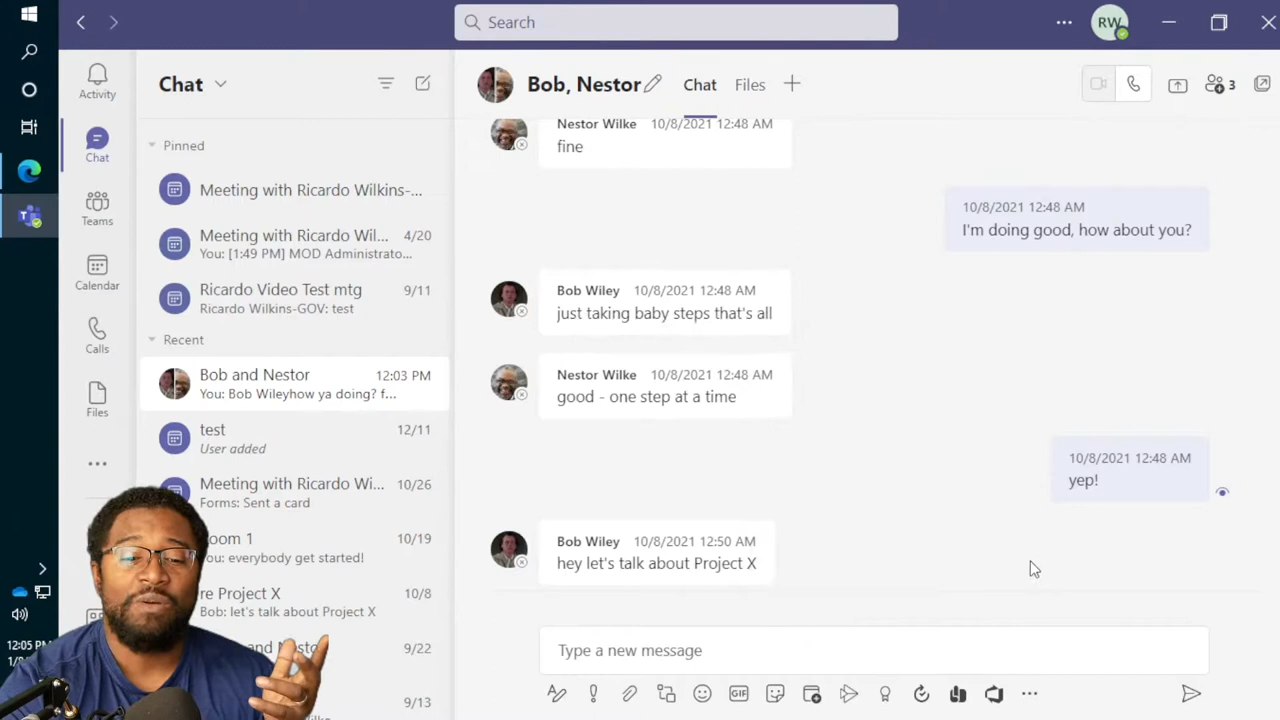 Search
RW
Activity
Chat
Teams
Calendar
Calls
Files
12:05 PM
Chat
Pinned
Meeting with Ricardo Wilkins-...
Meeting with Ricardo Wil... 4/20
You: [1:49 PM] MOD Administrato...
Ricardo Video Test mtg 9/11
Ricardo Wilkins-GOV: test
Recent
Bob and Nestor 12:03 PM
You: Bob Wileyhow ya doing? f...
test 12/11
User added
Meeting with Ricardo Wi... 10/26
Forms: Sent a card
oom 1 10/19
ou: everybody get started!
re Project X 10/8
Bob: let's talk about Project X
9/22
9/13
Bob, Nestor Chat Files 3
Nestor Wilke 10/8/2021 12:48 AM
fine
10/8/2021 12:48 AM
I'm doing good, how about you?
Bob Wiley 10/8/2021 12:48 AM
just taking baby steps that's all
Nestor Wilke 10/8/2021 12:48 AM
good - one step at a time
10/8/2021 12:48 AM
yep!
Bob Wiley 10/8/2021 12:50 AM
hey let's talk about Project X
Type a new message
GIF